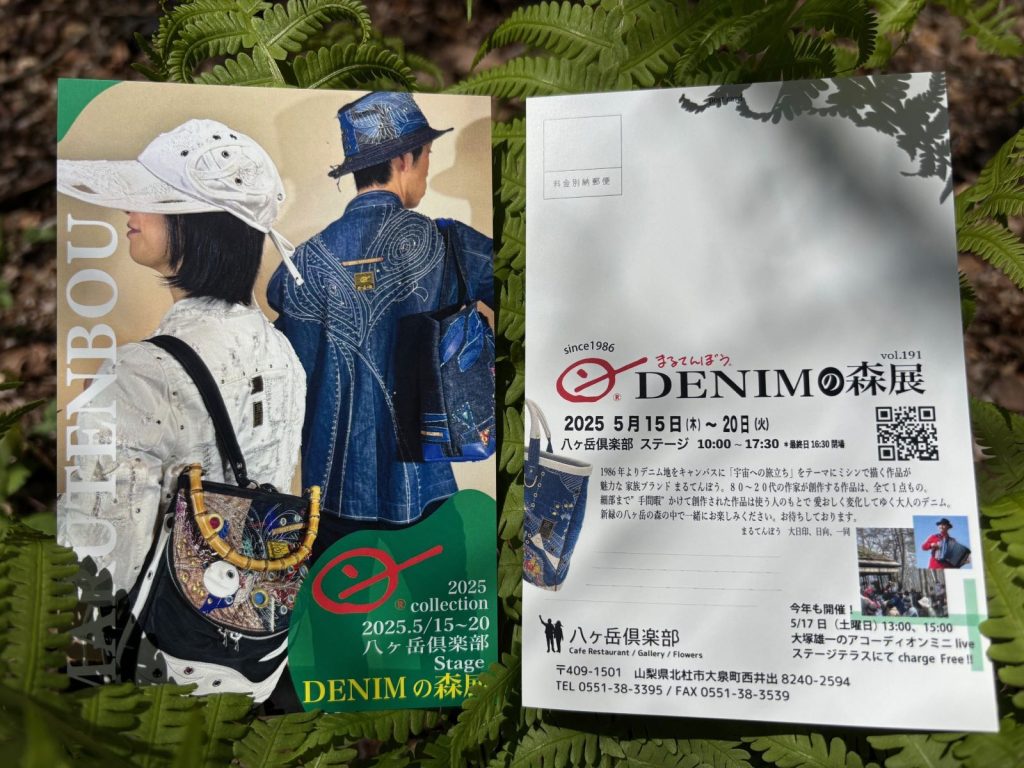 MARUTENBOU
2025
® collection
2025.5/15~20
八ヶ岳倶楽部
Stage
DENIM の森展
料金別納郵便
since1986
まるてんぼう。
®
vol.191
DENIMの森展
2025 5月15日(木)~ 20日(火)
八ヶ岳倶楽部 ステージ 10:00 ~ 17:30 *最終日 16:30 閉場
1986年よりデニム地をキャンバスに「宇宙への旅立ち」をテーマにミシンで描く作品が
魅力な 家族ブランド まるてんぼう。80〜20代の作家が創作する作品は、全て1点もの。
細部まで"手間暇"かけて創作された作品は使う人のもとで 愛おしく変化してゆく大人のデニム。
新緑の八ヶ岳の森の中で一緒にお楽しみください。お待ちしております。
まるてんぼう 大日印、日向、一同
今年も開催!
5/17日(土曜日)13:00、15:00
大塚雄一のアコーディオンミニ live
ステージテラスにて charge Free!!
八ヶ岳倶楽部
Cafe Restaurant / Gallery / Flowers
〒409-1501 山梨県北杜市大泉町西井出 8240-2594
TEL 0551-38-3395 / FAX 0551-38-3539